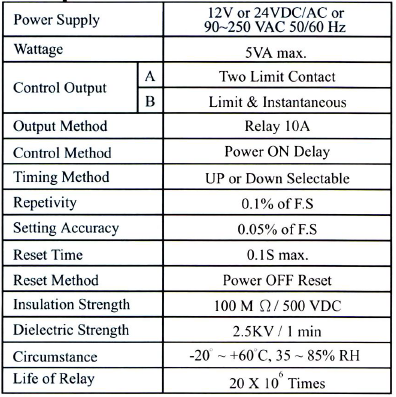 Power Supply
12V or 24VDC/AC or
90~250 VAC 50/60 Hz
Wattage
5VA max.
Control Output
A
Two Limit Contact
B
Limit & Instantaneous
Output Method
Relay 10A
Control Method
Power ON Delay
Timing Method
UP or Down Selectable
Repetivity
0.1% of F.S
Setting Accuracy
0.05% of F.S
Reset Time
0.1S max.
Reset Method
Power OFF Reset
Insulation Strength
100 M Ω / 500 VDC
Dielectric Strength
2.5KV / 1 min
Circumstance
-20° ~ +60°C, 35 ~ 85% RH
Life of Relay
20 X 10⁶ Times